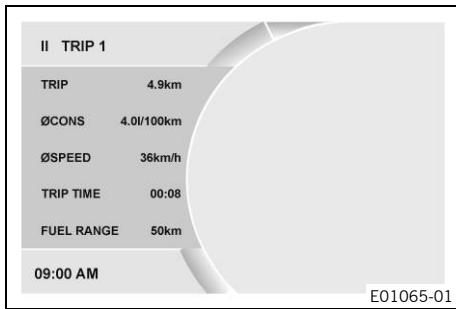 II TRIP 1
TRIP 4.9km
ØCONS 4.0l/100km
ØSPEED 36km/h
TRIP TIME 00:08
FUEL RANGE 50km
09:00 AM
E01065-01